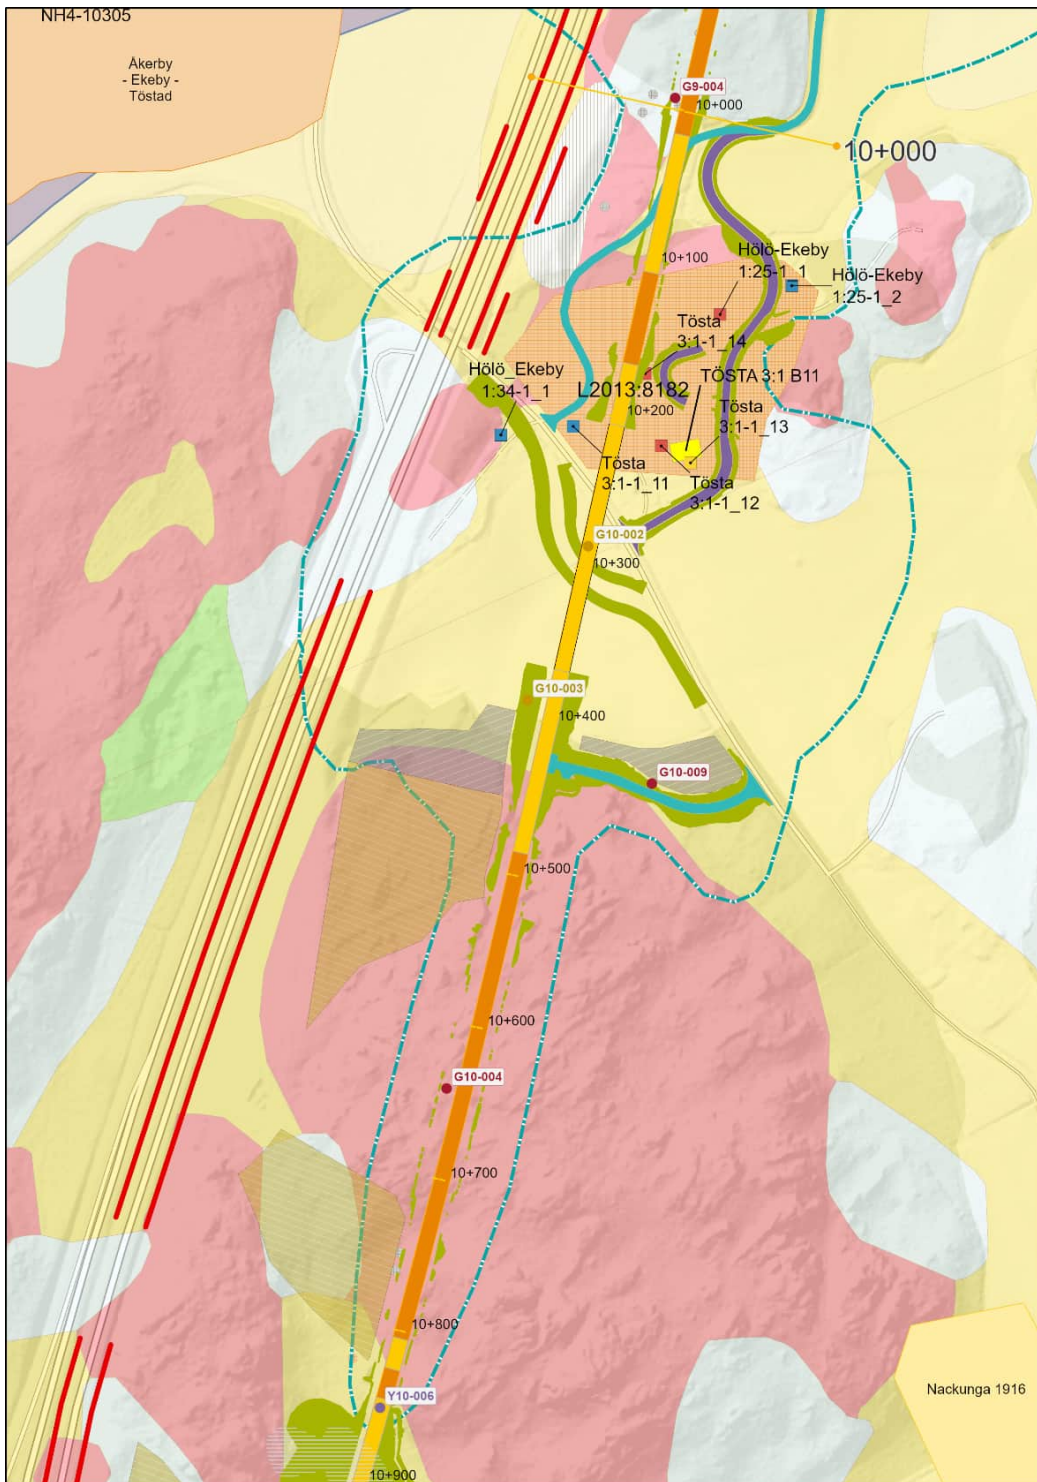 NH4-10305
Åkerby
- Ekeby -
Töstad
G9-004
10+000
10+000
10+100
Hölö-Ekeby
1:25-1_1
Hölö-Ekeby
1:25-1_2
Tösta
3:1-1_14
Hölö_Ekeby
1:34-1_1
TÖSTA 3:1 B11
L2013:8182
10+200
Tösta
3:1-1_13
Tösta
3:1-1_11
Tösta
3:1-1_12
G10-002
10+300
G10-003
10+400
G10-009
10+500
10+600
G10-004
10+700
10+800
Y10-006
Nackunga 1916
10+900